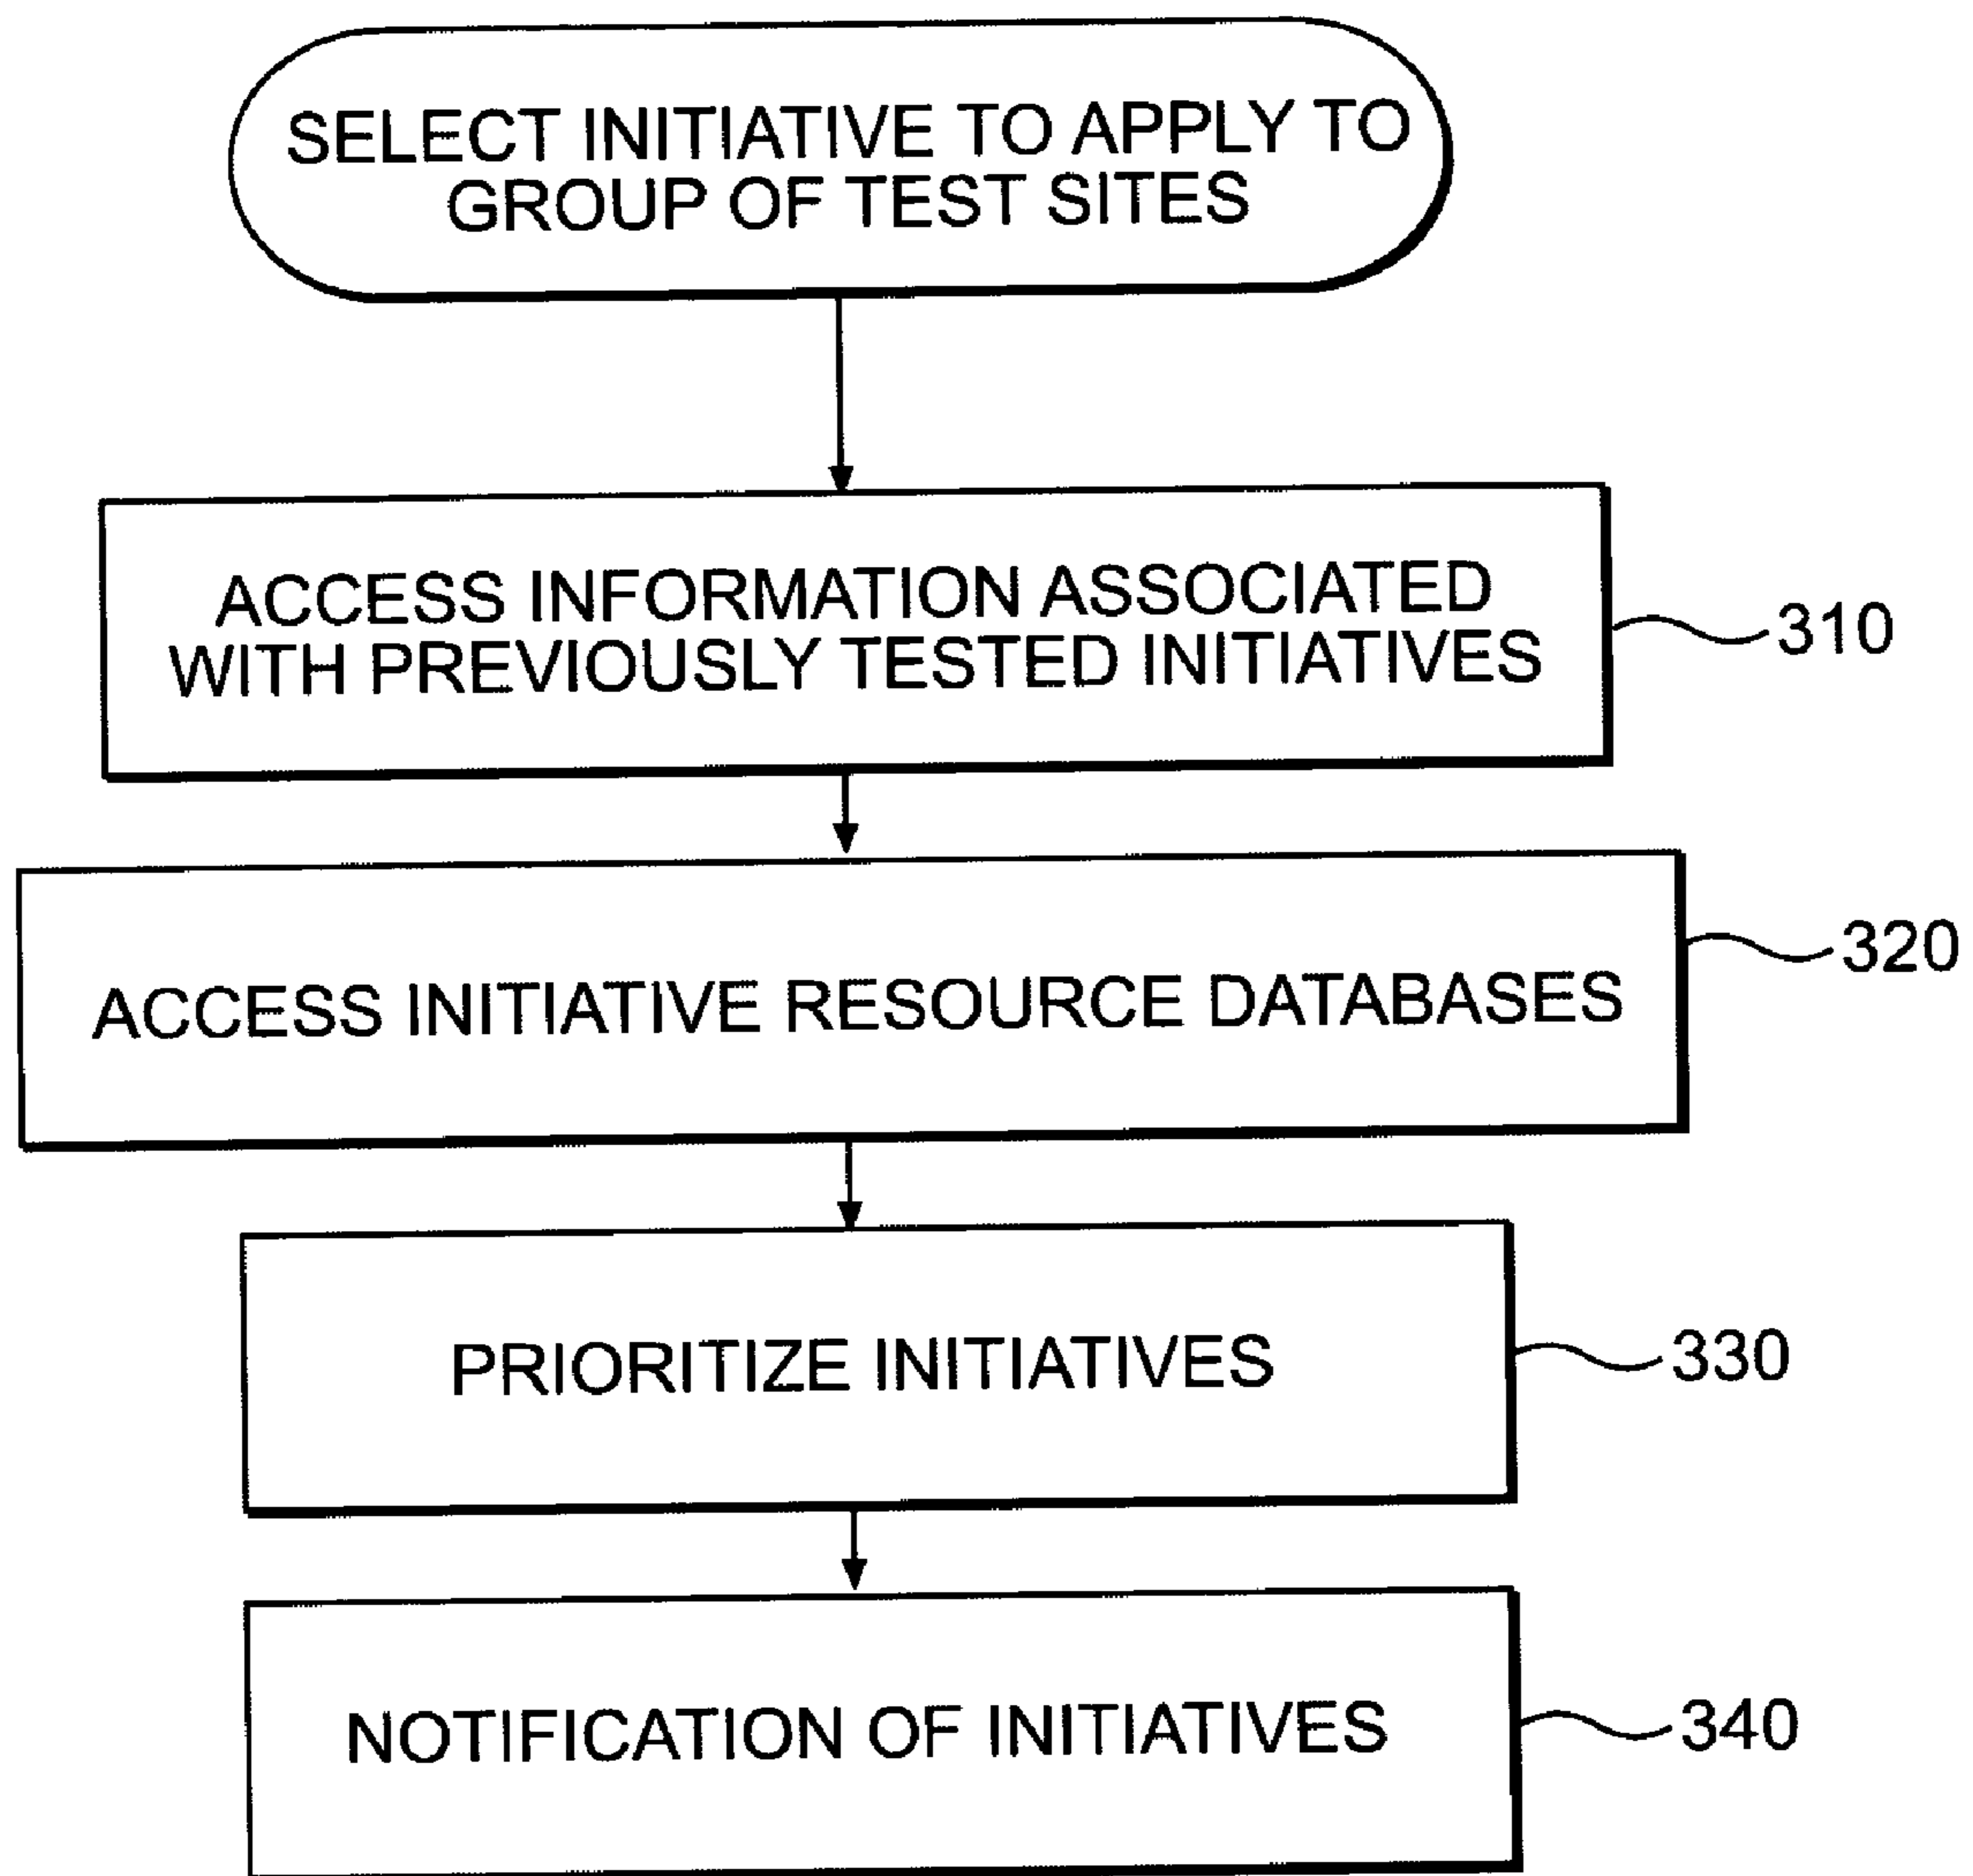 SELECT INITIATIVE TO APPLY TO
GROUP OF TEST SITES
ACCESS INFORMATION ASSOCIATED
WITH PREVIOUSLY TESTED INITIATIVES
310
ACCESS INITIATIVE RESOURCE DATABASES
320
PRIORITIZE INITIATIVES
330
NOTIFICATION OF INITIATIVES
340